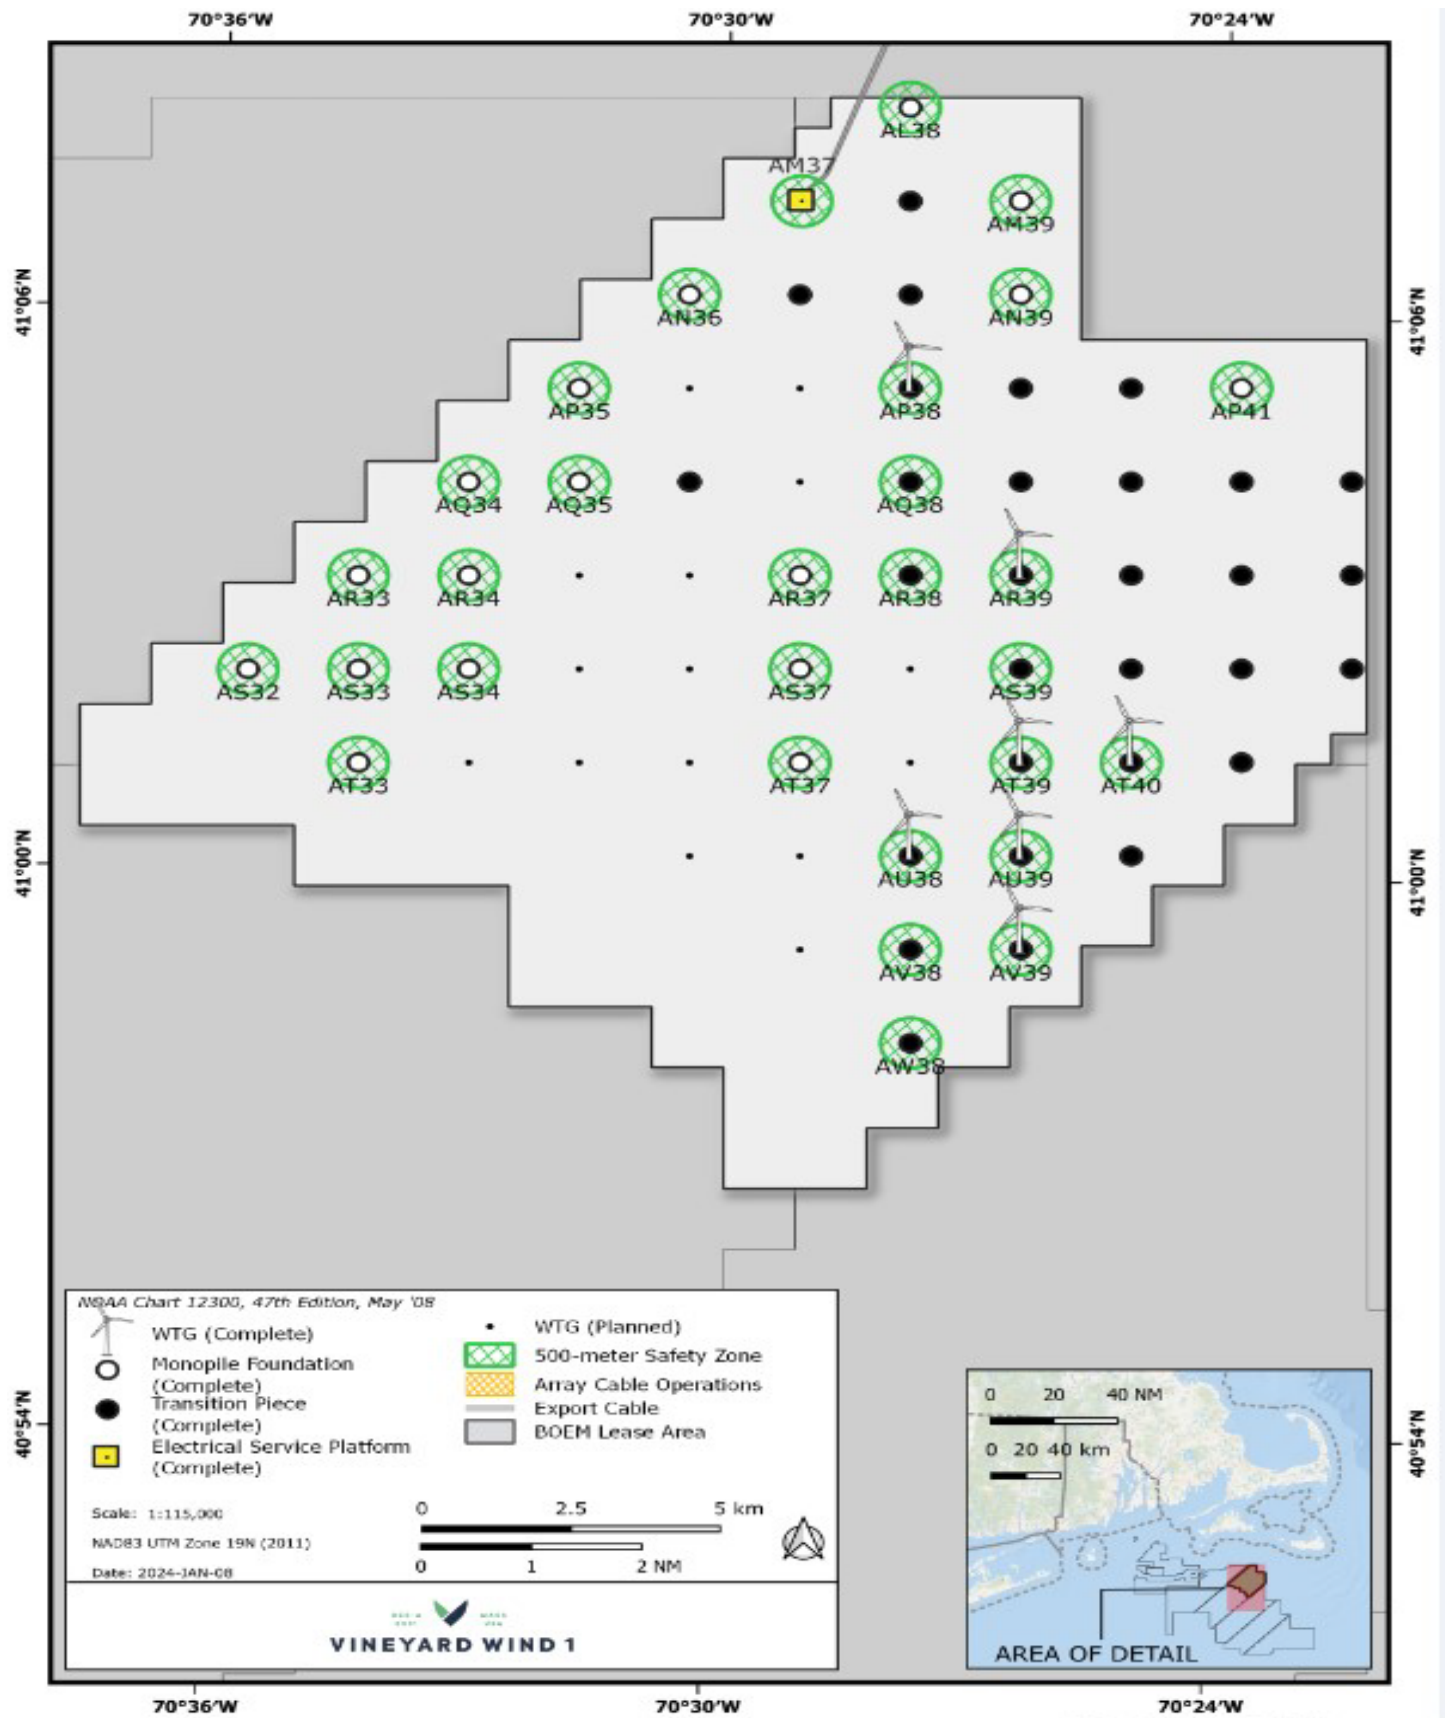 70°36'W 70°30'W 70°24'W
AL38
AM37
AM39
41°06'N
AN36 AN39
41°06'N
AP35 AP38 AP41
AQ34 AQ35 AQ38
AR33 AR34 AR37 AR38 AR39
AS32 AS33 AS34 AS37 AS39
AT33 AT37 AT39 AT40
41°00'N
AU38 AU39
41°00'N
AV38 AV39
AW38
NOAA Chart 12300, 47th Edition, May '08
WTG (Complete)
Monopile Foundation
(Complete)
Transition Piece
(Complete)
Electrical Service Platform
(Complete)
WTG (Planned)
500-meter Safety Zone
Array Cable Operations
Export Cable
BOEM Lease Area
40°54'N
Scale: 1:115,000
NAD83 UTM Zone 19N (2011)
Date: 2024-JAN-08
0 2.5 5 km
0 1 2 NM
VINEYARD WIND 1
0 20 40 NM
0 20 40 km
AREA OF DETAIL
40°54'N
70°36'W 70°30'W 70°24'W